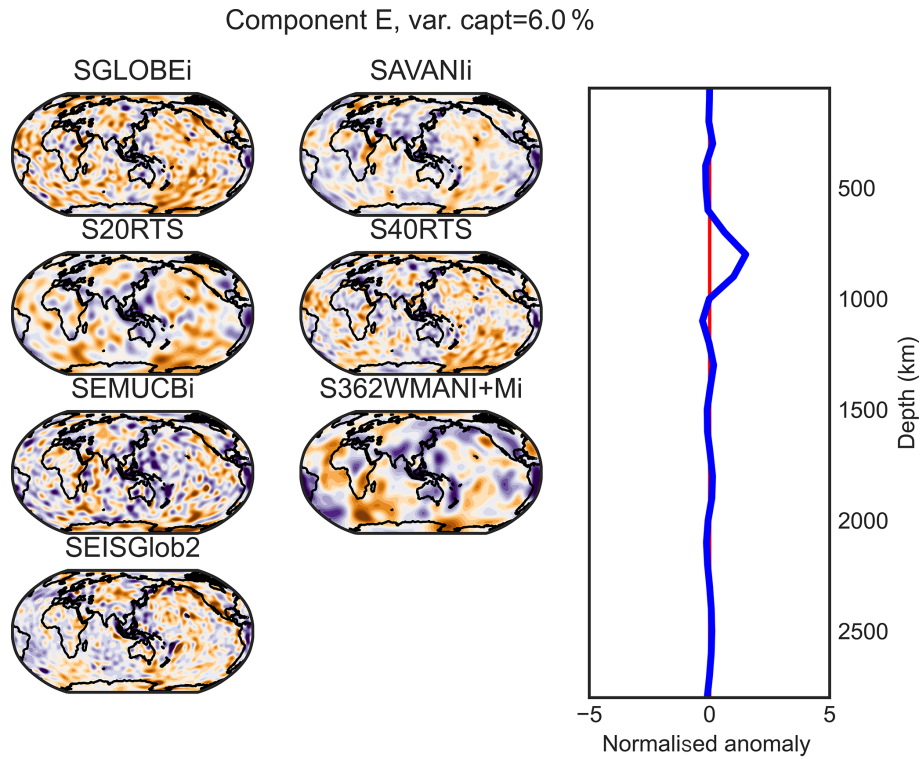 Component E, var. capt=6.0 %
SGLOBEi
SAVANIi
S20RTS
S40RTS
SEMUCBi
S362WMANI+Mi
SEISGlob2
500
1000
1500
2000
2500
Depth (km)
−5
0
5
Normalised anomaly